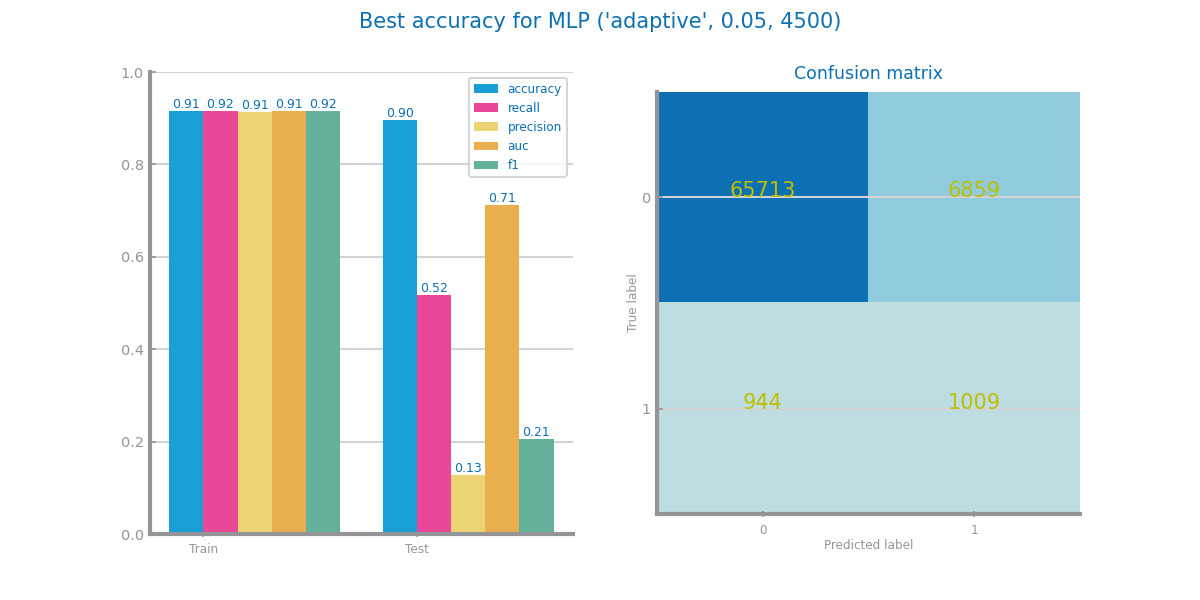 Best accuracy for MLP ('adaptive', 0.05, 4500)
1.0
0.8
0.6
0.4
0.2
0.0
0.91 0.92 0.91 0.91 0.92
0.90
0.52
0.13
0.71
0.21
accuracy
recall
precision
auc
f1
Train Test
Confusion matrix
True label
0
1
65713 6859
944 1009
0 1
Predicted label